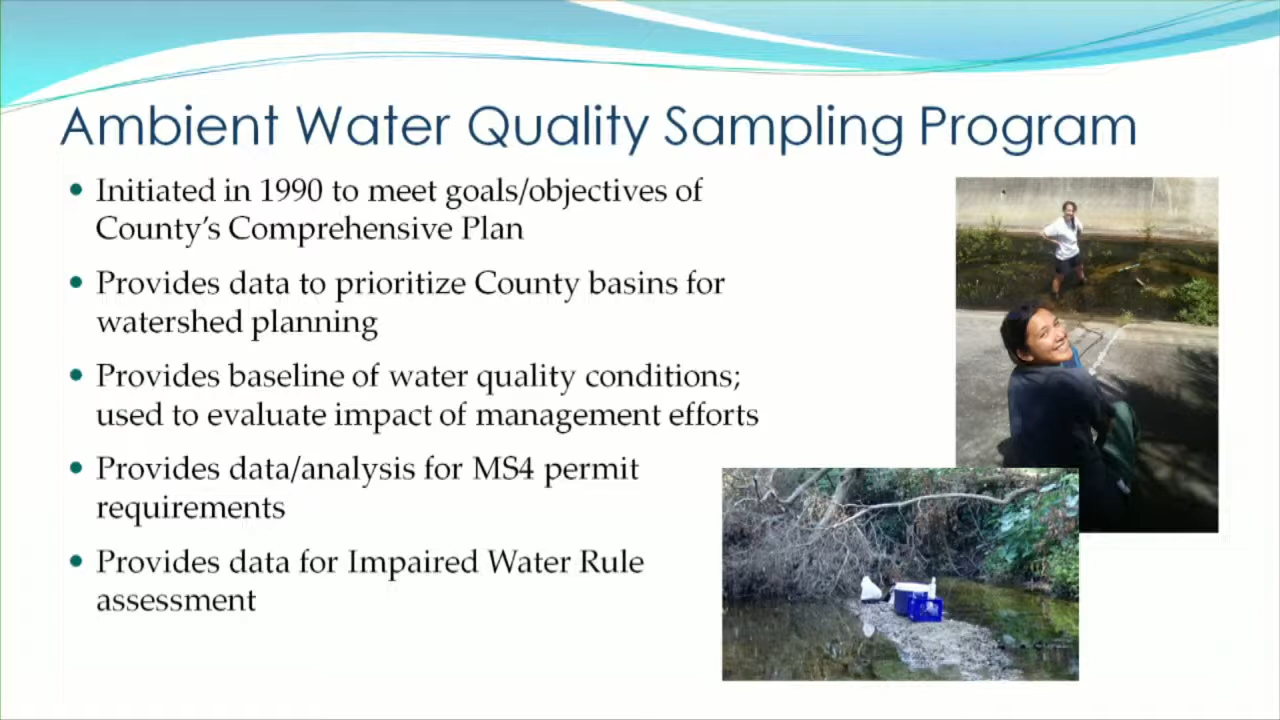 Ambient Water Quality Sampling Program
• Initiated in 1990 to meet goals/objectives of
County's Comprehensive Plan
• Provides data to prioritize County basins for
watershed planning
• Provides baseline of water quality conditions;
used to evaluate impact of management efforts
• Provides data/analysis for MS4 permit
requirements
• Provides data for Impaired Water Rule
assessment